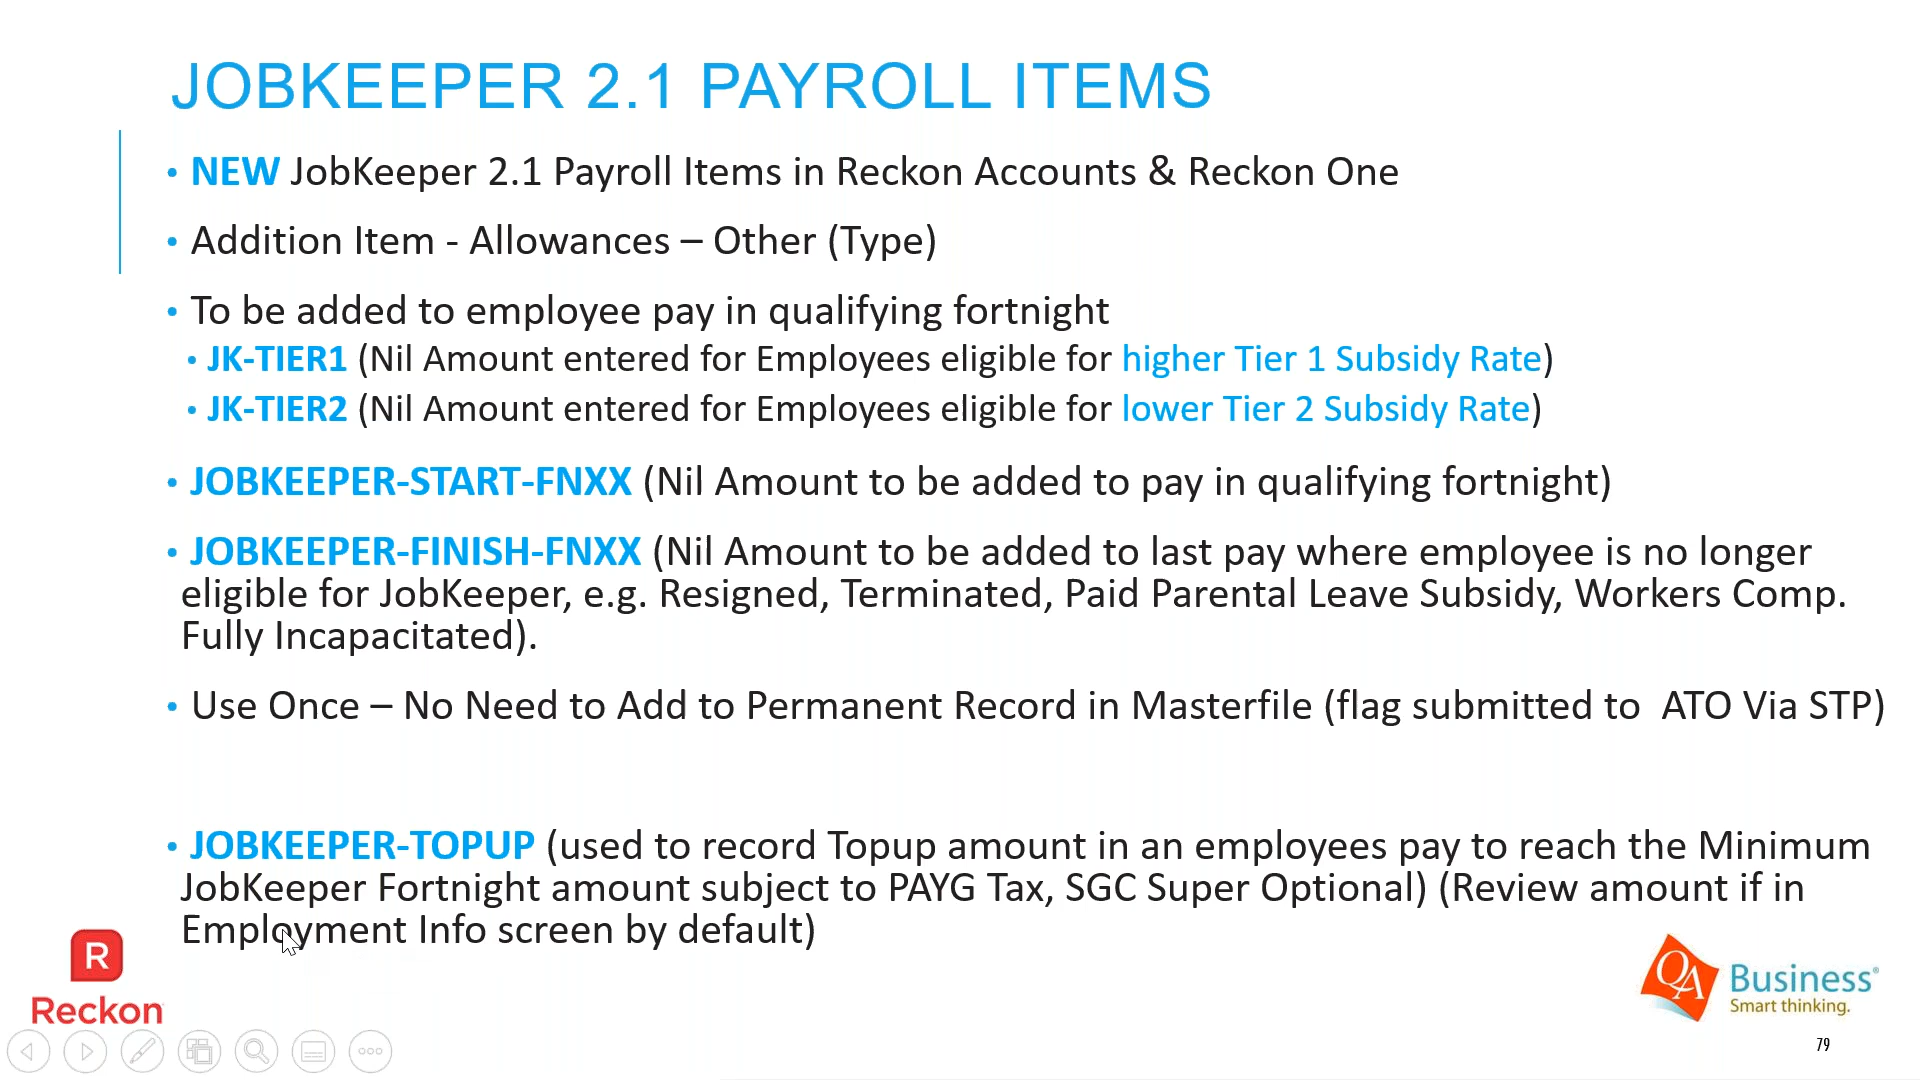 JOBKEEPER 2.1 PAYROLL ITEMS
• NEW JobKeeper 2.1 Payroll Items in Reckon Accounts & Reckon One
• Addition Item - Allowances – Other (Type)
• To be added to employee pay in qualifying fortnight
• JK-TIER1 (Nil Amount entered for Employees eligible for higher Tier 1 Subsidy Rate)
• JK-TIER2 (Nil Amount entered for Employees eligible for lower Tier 2 Subsidy Rate)
• JOBKEEPER-START-FNXX (Nil Amount to be added to pay in qualifying fortnight)
• JOBKEEPER-FINISH-FNXX (Nil Amount to be added to last pay where employee is no longer
eligible for JobKeeper, e.g. Resigned, Terminated, Paid Parental Leave Subsidy, Workers Comp.
Fully Incapacitated).
• Use Once – No Need to Add to Permanent Record in Masterfile (flag submitted to  ATO Via STP)
• JOBKEEPER-TOPUP (used to record Topup amount in an employees pay to reach the Minimum
JobKeeper Fortnight amount subject to PAYG Tax, SGC Super Optional) (Review amount if in
Employment Info screen by default)
R
Reckon
QA Business®
Smart thinking.
79